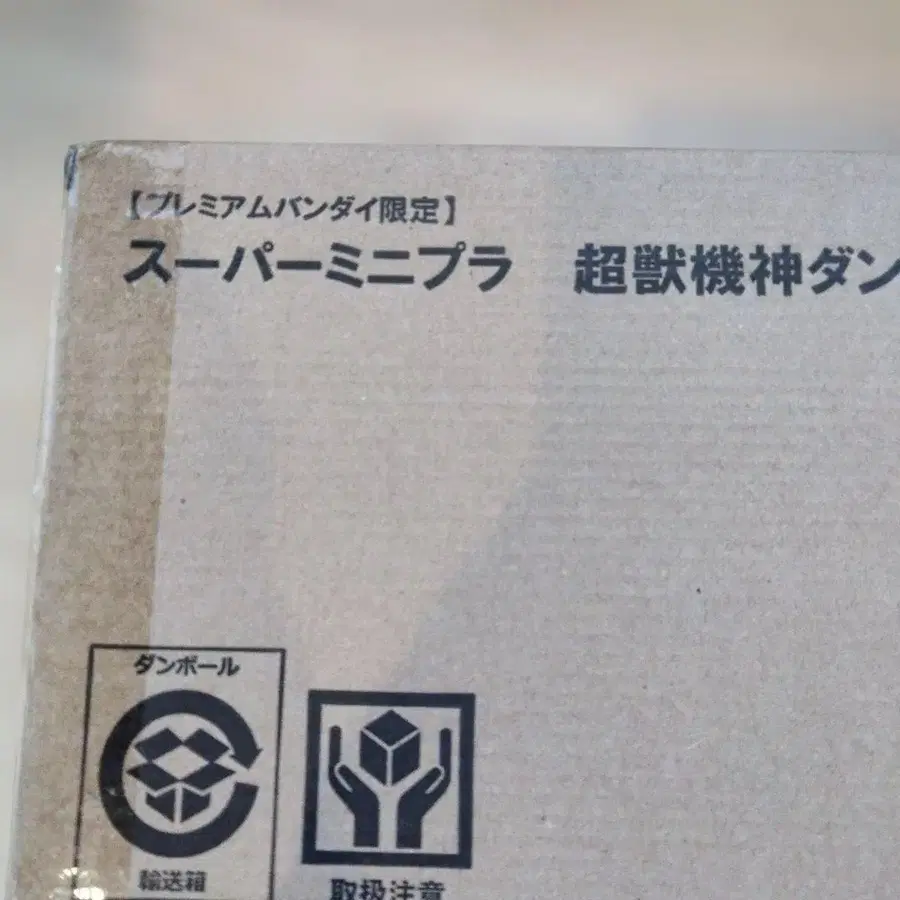 【プレミアムバンダイ限定】
スーパーミニプラ 超獣機神ダン
ダンボール
輸送箱
取扱注意